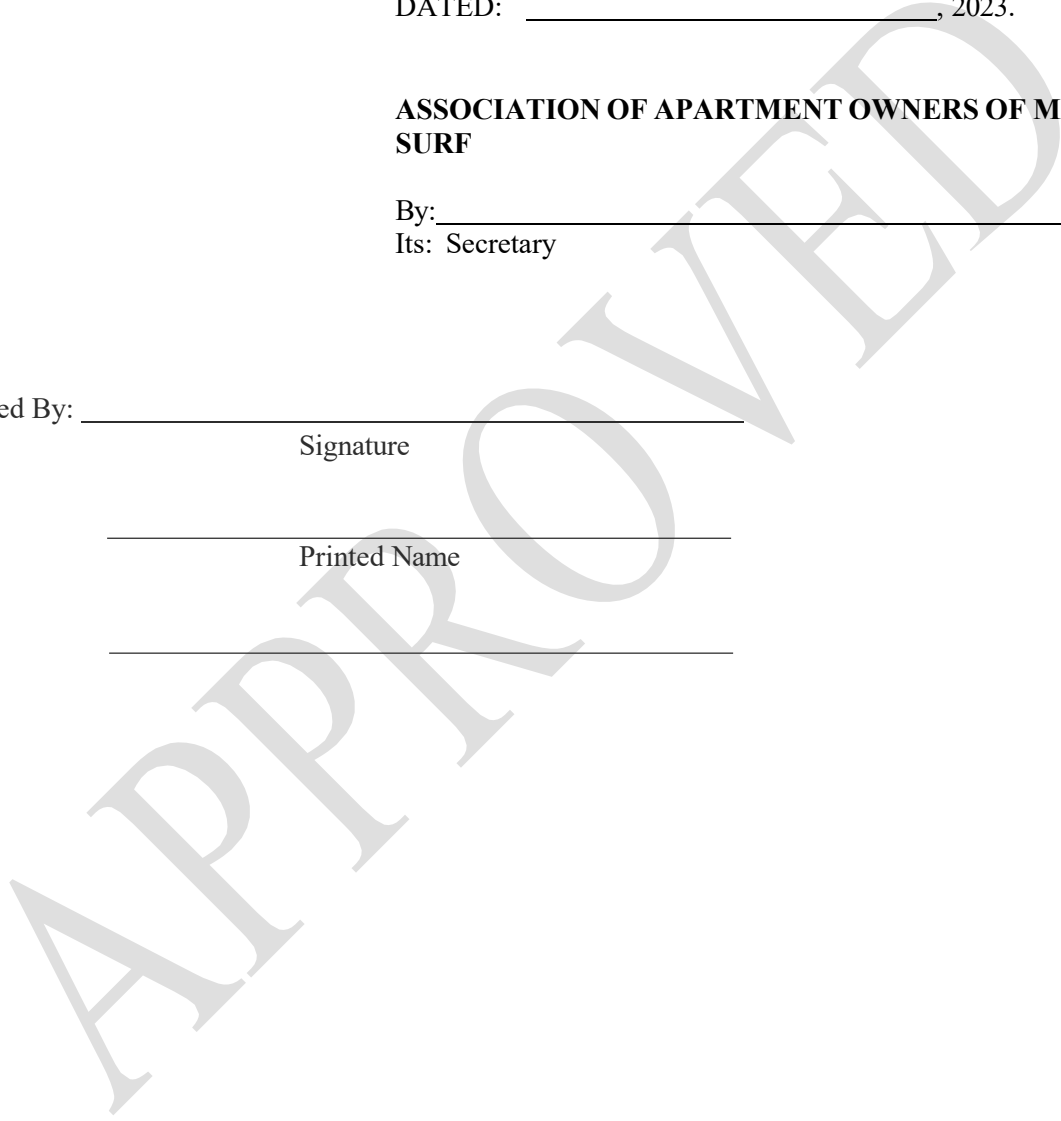 DATED: , 2023.
ASSOCIATION OF APARTMENT OWNERS OF M
SURF
By:
Its: Secretary
ed By:
Signature
Printed Name
APPROVED